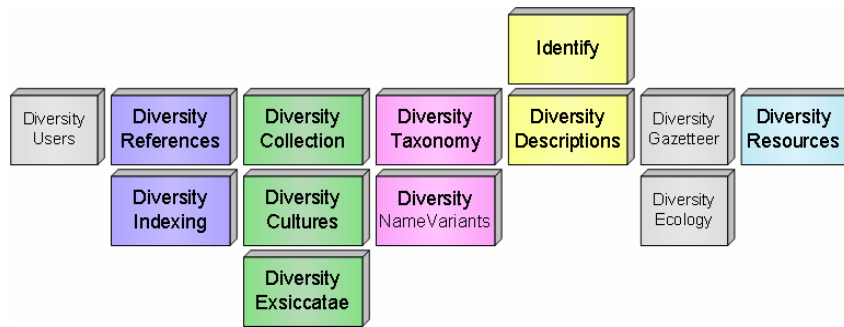 Identify
Diversity
Users
Diversity
References
Diversity
Collection
Diversity
Taxonomy
Diversity
Descriptions
Diversity
Gazetteer
Diversity
Resources
Diversity
Indexing
Diversity
Cultures
Diversity
NameVariants
Diversity
Ecology
Diversity
Exsiccatae